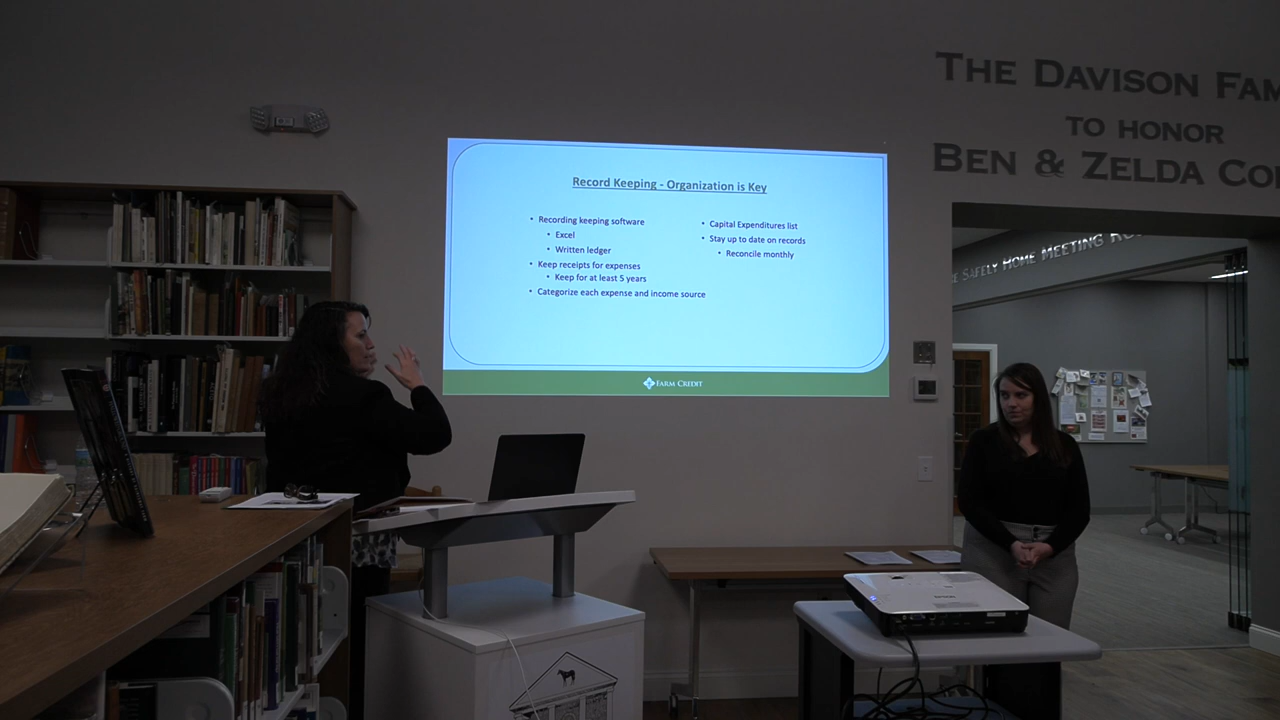 THE DAVISON FAM
TO HONOR
BEN & ZELDA CO
Record Keeping - Organization is Key
• Recording keeping software
• Excel
• Written ledger
• Keep receipts for expenses
• Keep for at least 5 years
• Categorize each expense and income source
• Capital Expenditures list
• Stay up to date on records
• Reconcile monthly
FARM CREDIT
SAFELY HOME MEETING
EPSON